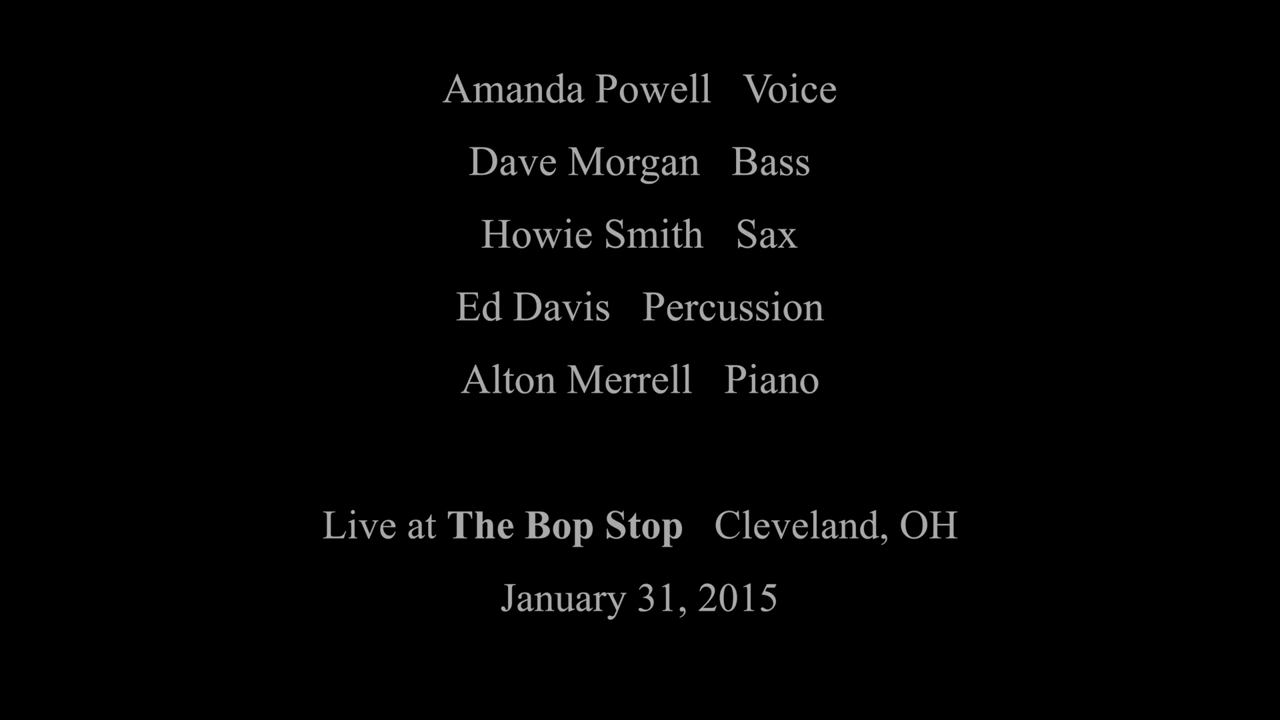 Amanda Powell Voice
Dave Morgan Bass
Howie Smith Sax
Ed Davis Percussion
Alton Merrell Piano
Live at The Bop Stop Cleveland, OH
January 31, 2015